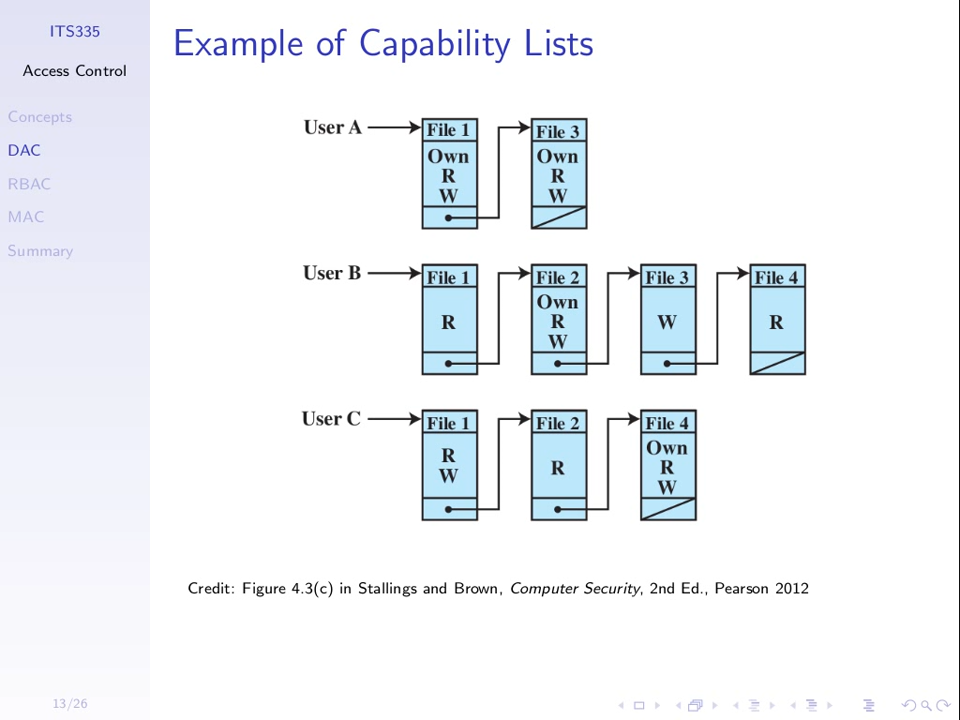 ITS335
Access Control
Concepts
DAC
RBAC
MAC
Summary
13/26
Example of Capability Lists
User A
File 1
Own
R
W
File 3
Own
R
W
User B
File 1
R
File 2
Own
R
W
File 3
W
File 4
R
User C
File 1
R
W
File 2
R
File 4
Own
R
W
Credit: Figure 4.3(c) in Stallings and Brown, Computer Security, 2nd Ed., Pearson 2012